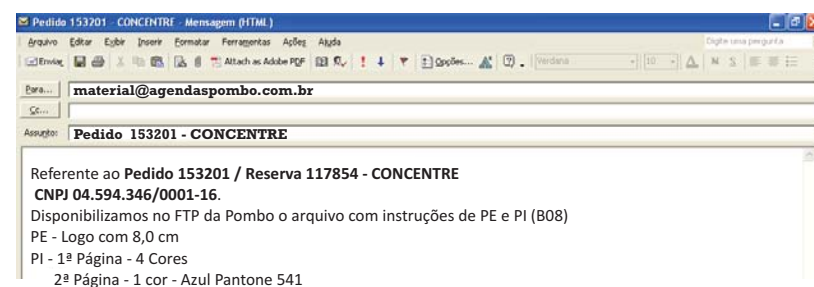 Pedido 153201 - CONCENTRE - Mensagem (HTML)
Arquivo Editar Exibir Inserir Formatar Ferramentas Ações Ajuda Digite uma pergunta
Enviar Attach as Adobe PDF Opções... Verdana 10 N S
Para... material@agendaspombo.com.br
Cc...
Assunto: Pedido 153201 - CONCENTRE
Referente ao Pedido 153201 / Reserva 117854 - CONCENTRE
CNPJ 04.594.346/0001-16.
Disponibilizamos no FTP da Pombo o arquivo com instruções de PE e PI (B08)
PE - Logo com 8,0 cm
PI - 1ª Página - 4 Cores
2ª Página - 1 cor - Azul Pantone 541